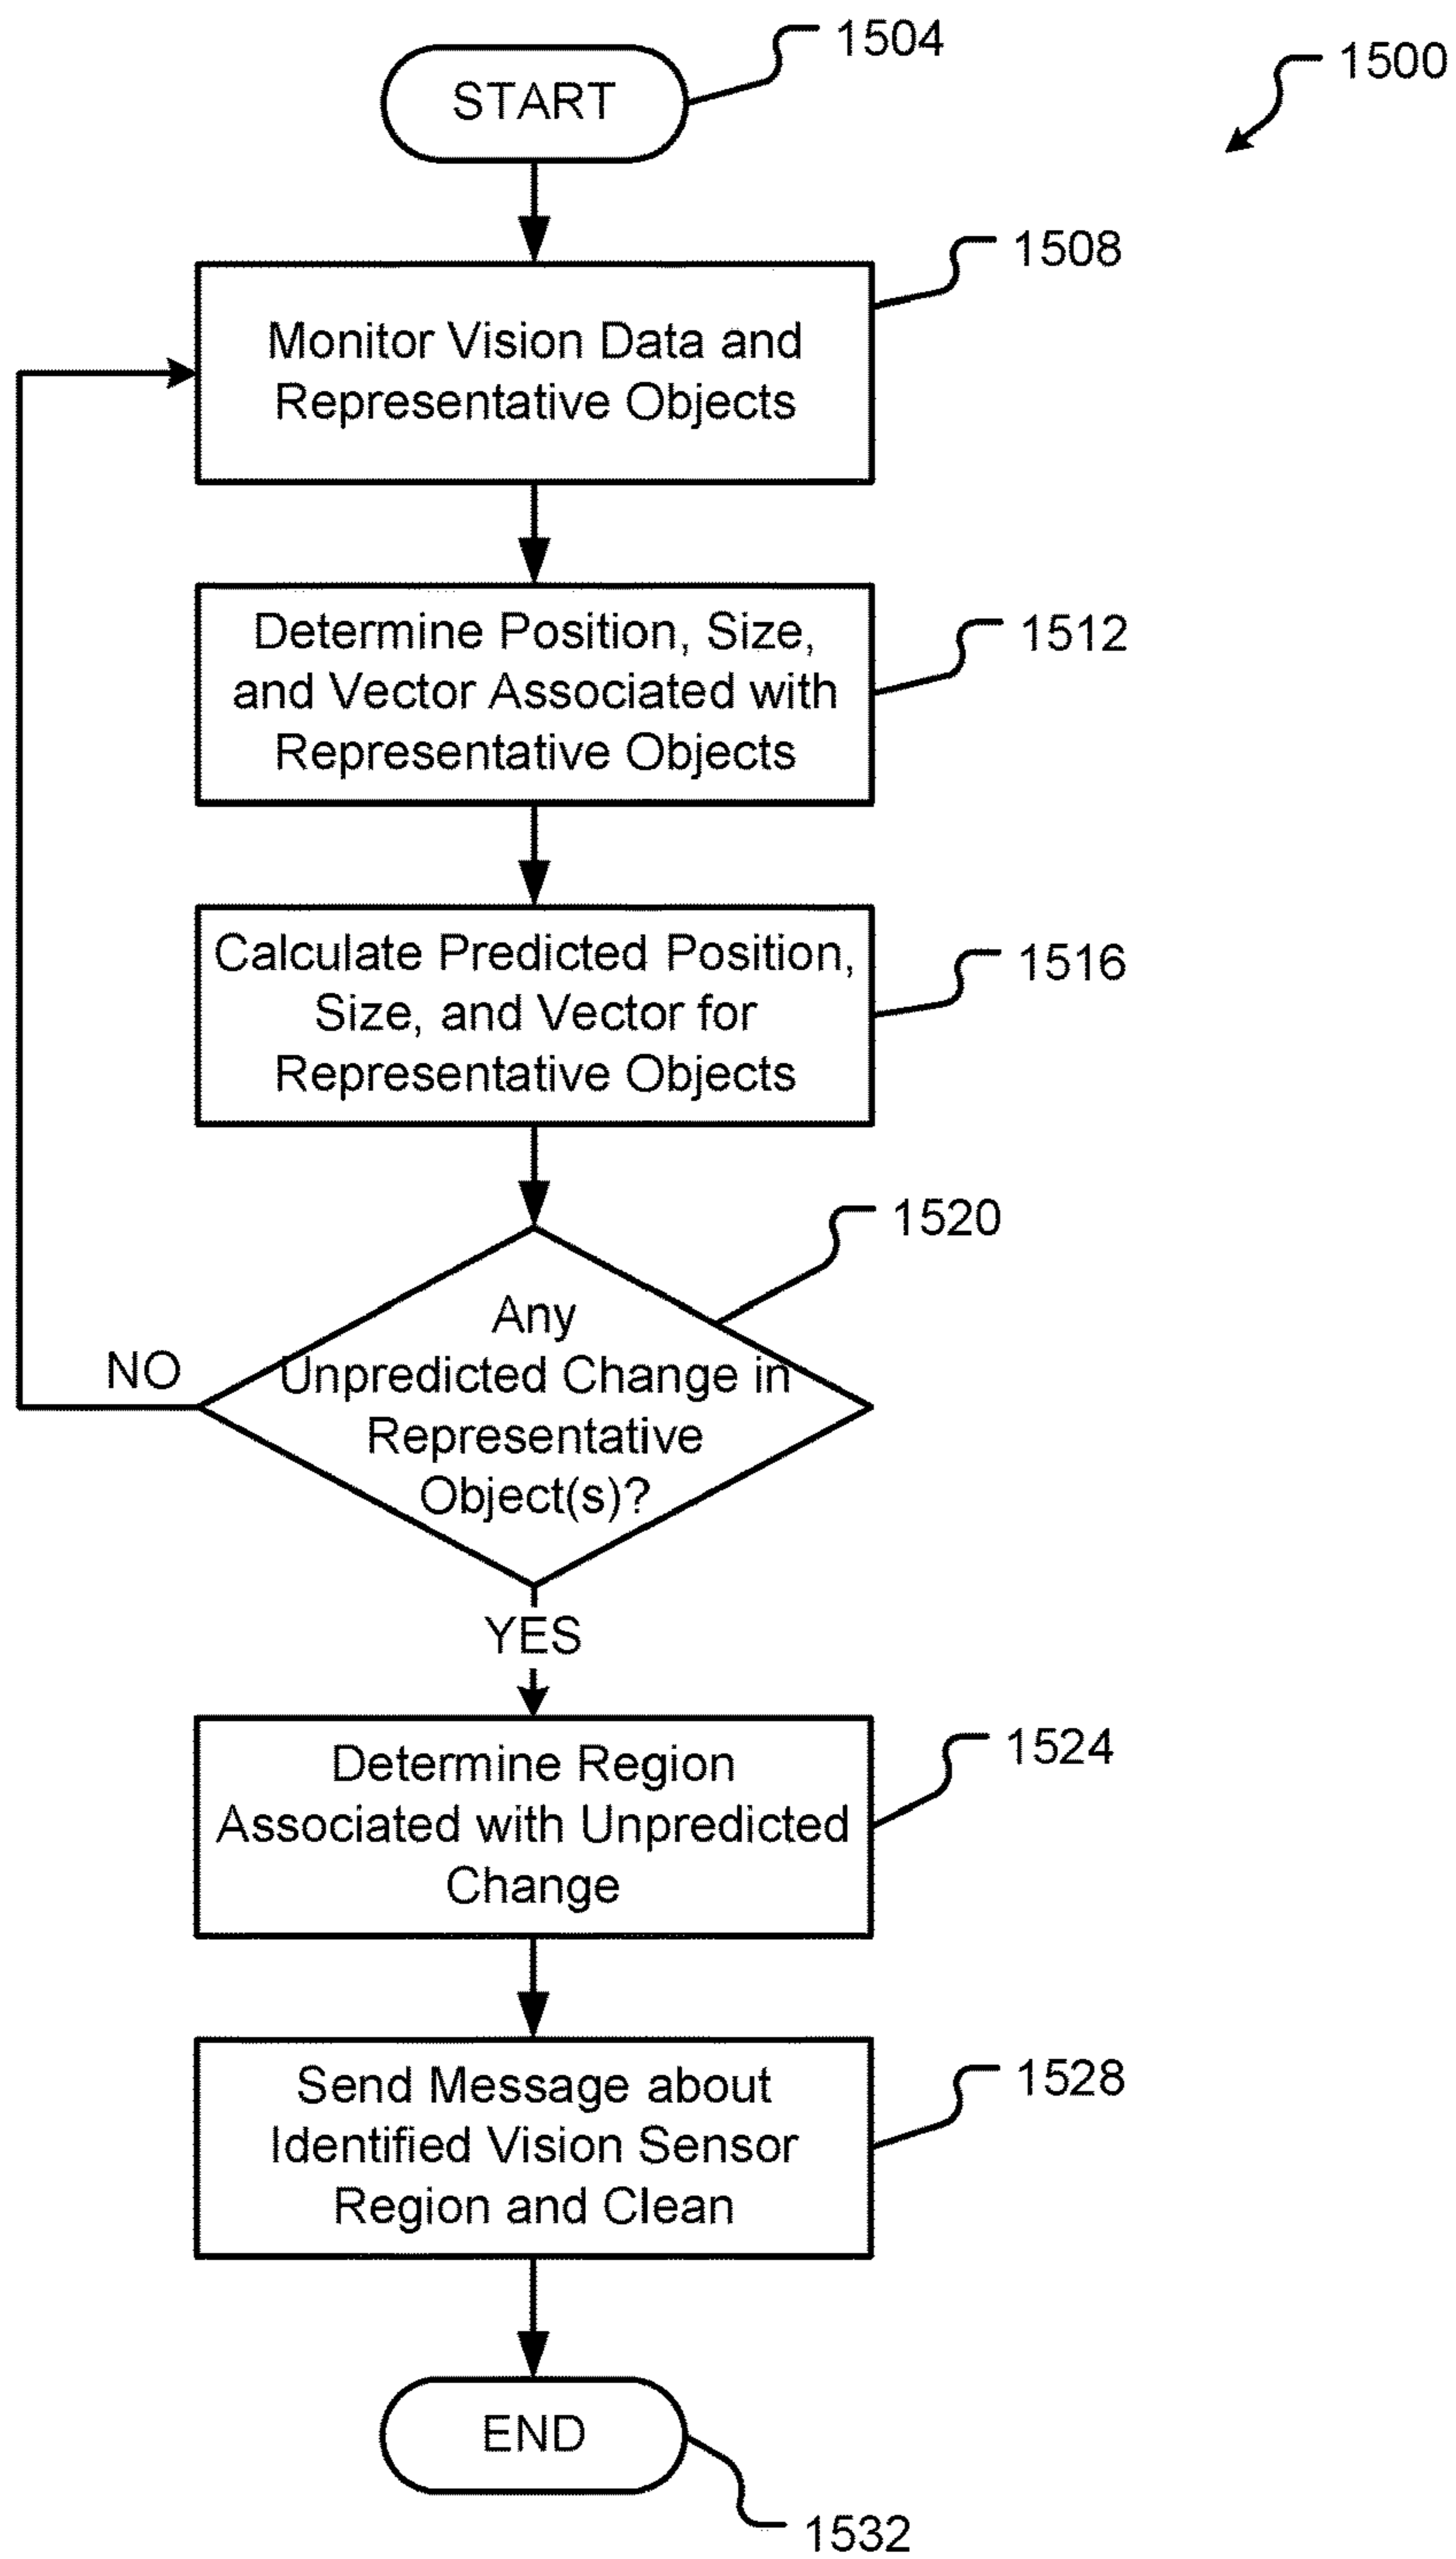 1504
1500
START
1508
Monitor Vision Data and
Representative Objects
1512
Determine Position, Size,
and Vector Associated with
Representative Objects
1516
Calculate Predicted Position,
Size, and Vector for
Representative Objects
1520
Any
Unpredicted Change in
Representative
Object(s)?
NO
YES
1524
Determine Region
Associated with Unpredicted
Change
1528
Send Message about
Identified Vision Sensor
Region and Clean
END
1532